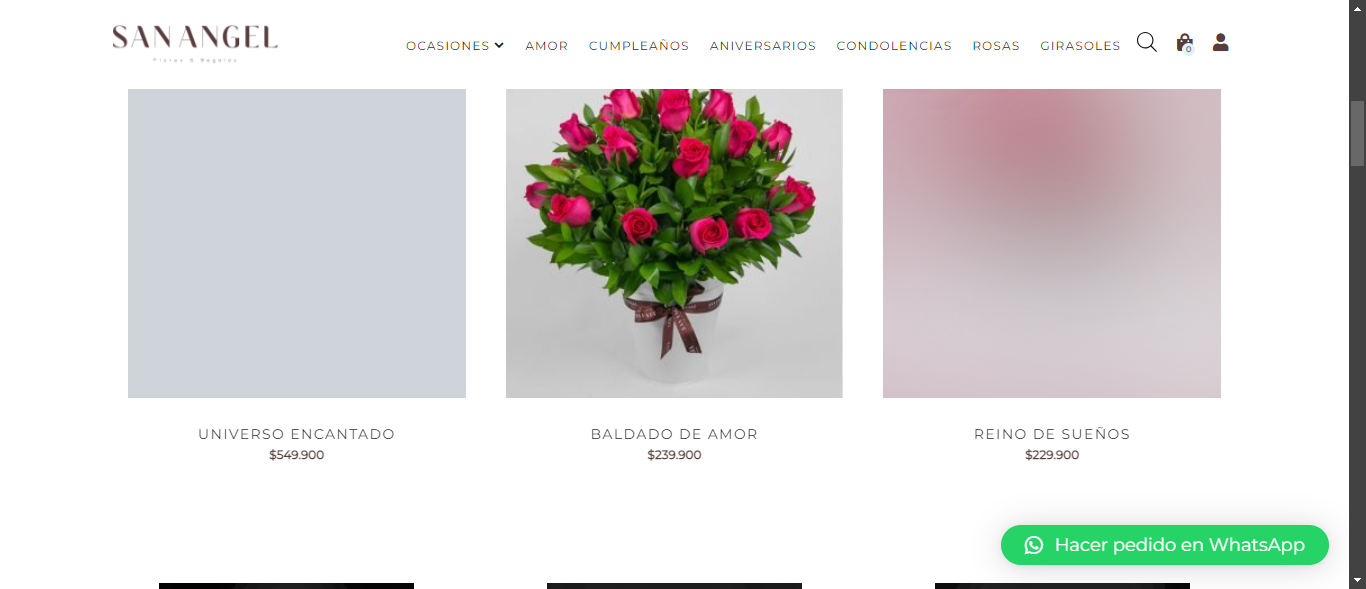 SAN ANGEL
Flores & Regalos
OCASIONES AMOR CUMPLEAÑOS ANIVERSARIOS CONDOLENCIAS ROSAS GIRASOLES
0
UNIVERSO ENCANTADO
$549.900
BALDADO DE AMOR
$239.900
REINO DE SUEÑOS
$229.900
Hacer pedido en WhatsApp